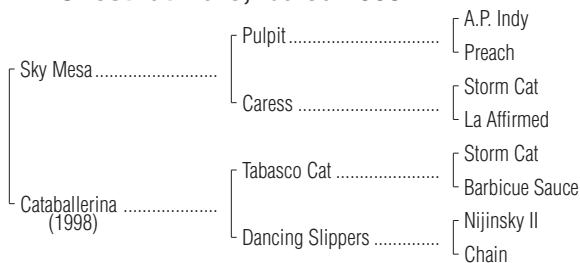 A.P. Indy
Pulpit
Preach
Sky Mesa
Storm Cat
Caress
La Affirmed
Storm Cat
Tabasco Cat
Barbicue Sauce
Cataballerina
(1998)
Nijinsky II
Dancing Slippers
Chain